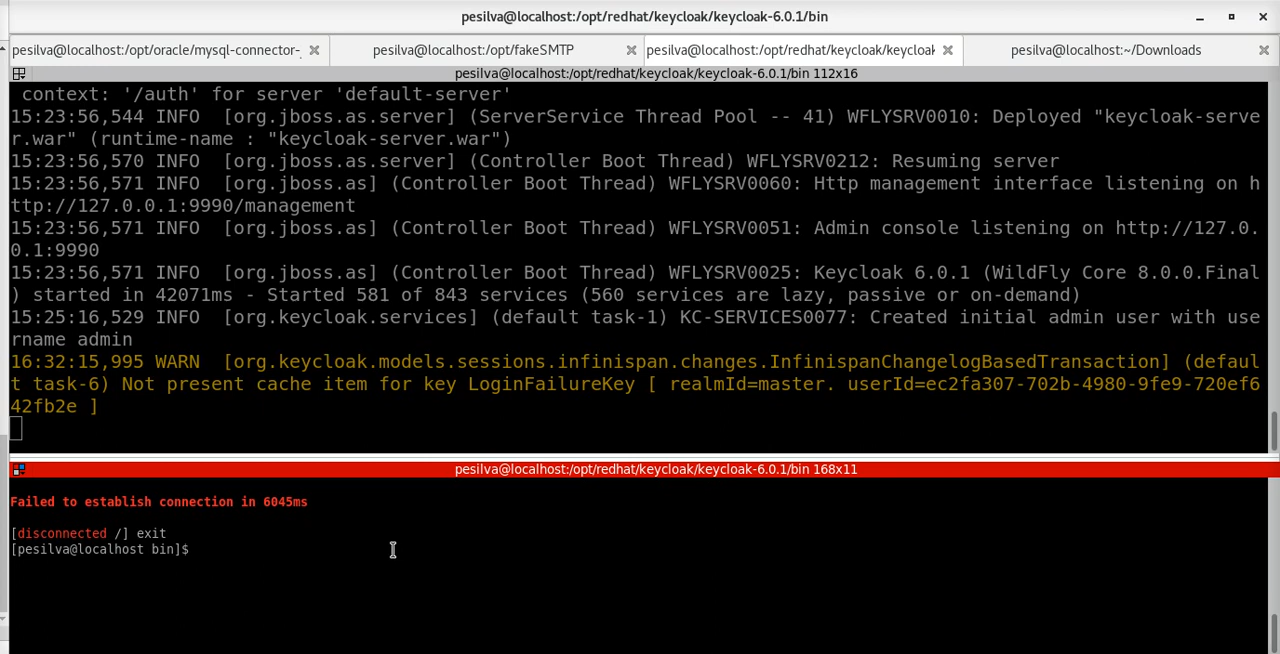 pesilva@localhost:/opt/redhat/keycloak/keycloak-6.0.1/bin
pesilva@localhost:/opt/oracle/mysql-connector-
pesilva@localhost:/opt/fakeSMTP
pesilva@localhost:/opt/redhat/keycloak/keycloak
pesilva@localhost:~/Downloads
pesilva@localhost:/opt/redhat/keycloak/keycloak-6.0.1/bin 112x16
context: '/auth' for server 'default-server'
15:23:56,544 INFO  [org.jboss.as.server] (ServerService Thread Pool -- 41) WFLYSRV0010: Deployed "keycloak-serve
r.war" (runtime-name : "keycloak-server.war")
15:23:56,570 INFO  [org.jboss.as.server] (Controller Boot Thread) WFLYSRV0212: Resuming server
15:23:56,571 INFO  [org.jboss.as] (Controller Boot Thread) WFLYSRV0060: Http management interface listening on h
ttp://127.0.0.1:9990/management
15:23:56,571 INFO  [org.jboss.as] (Controller Boot Thread) WFLYSRV0051: Admin console listening on http://127.0.
0.1:9990
15:23:56,571 INFO  [org.jboss.as] (Controller Boot Thread) WFLYSRV0025: Keycloak 6.0.1 (WildFly Core 8.0.0.Final
) started in 42071ms - Started 581 of 843 services (560 services are lazy, passive or on-demand)
15:25:16,529 INFO  [org.keycloak.services] (default task-1) KC-SERVICES0077: Created initial admin user with use
rname admin
16:32:15,995 WARN  [org.keycloak.models.sessions.infinispan.changes.InfinispanChangelogBasedTransaction] (defaul
t task-6) Not present cache item for key LoginFailureKey [ realmId=master. userId=ec2fa307-702b-4980-9fe9-720ef6
42fb2e ]
pesilva@localhost:/opt/redhat/keycloak/keycloak-6.0.1/bin 168x11
Failed to establish connection in 6045ms
[disconnected /] exit
[pesilva@localhost bin]$